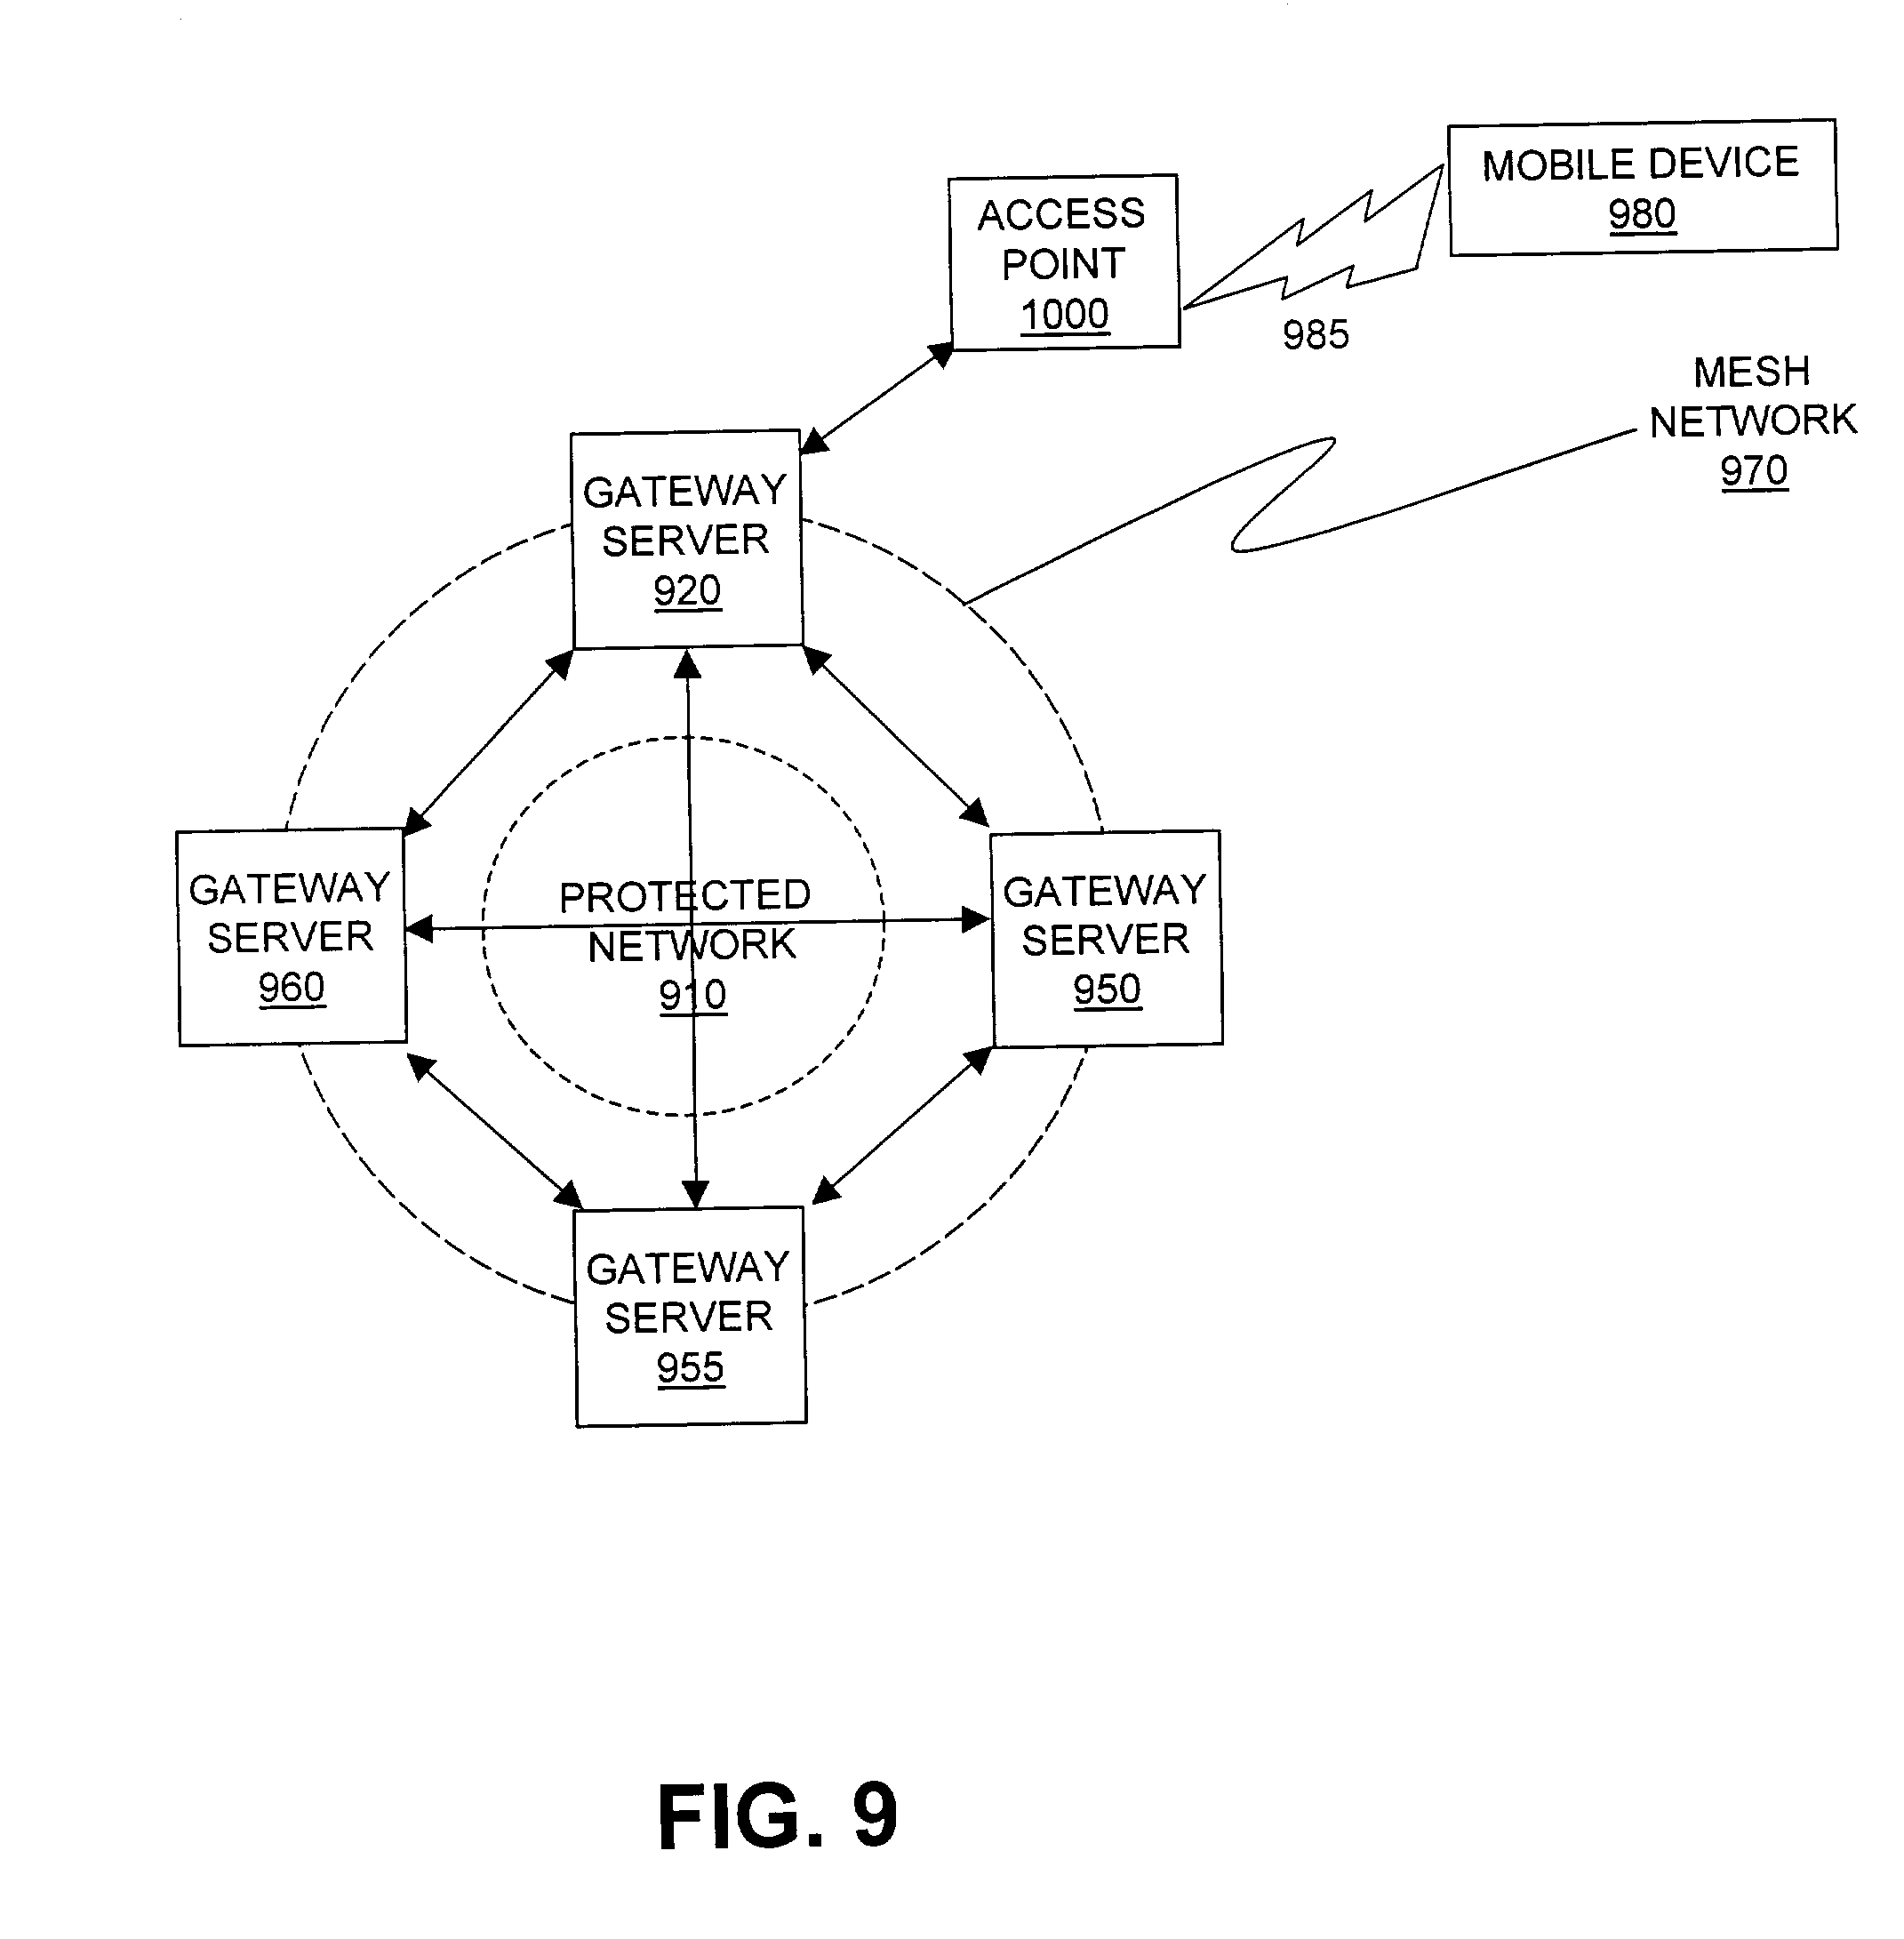 MOBILE DEVICE
980
ACCESS
POINT
1000
985
MESH
NETWORK
970
GATEWAY
SERVER
920
GATEWAY
SERVER
960
PROTECTED
NETWORK
910
GATEWAY
SERVER
950
GATEWAY
SERVER
955
FIG. 9